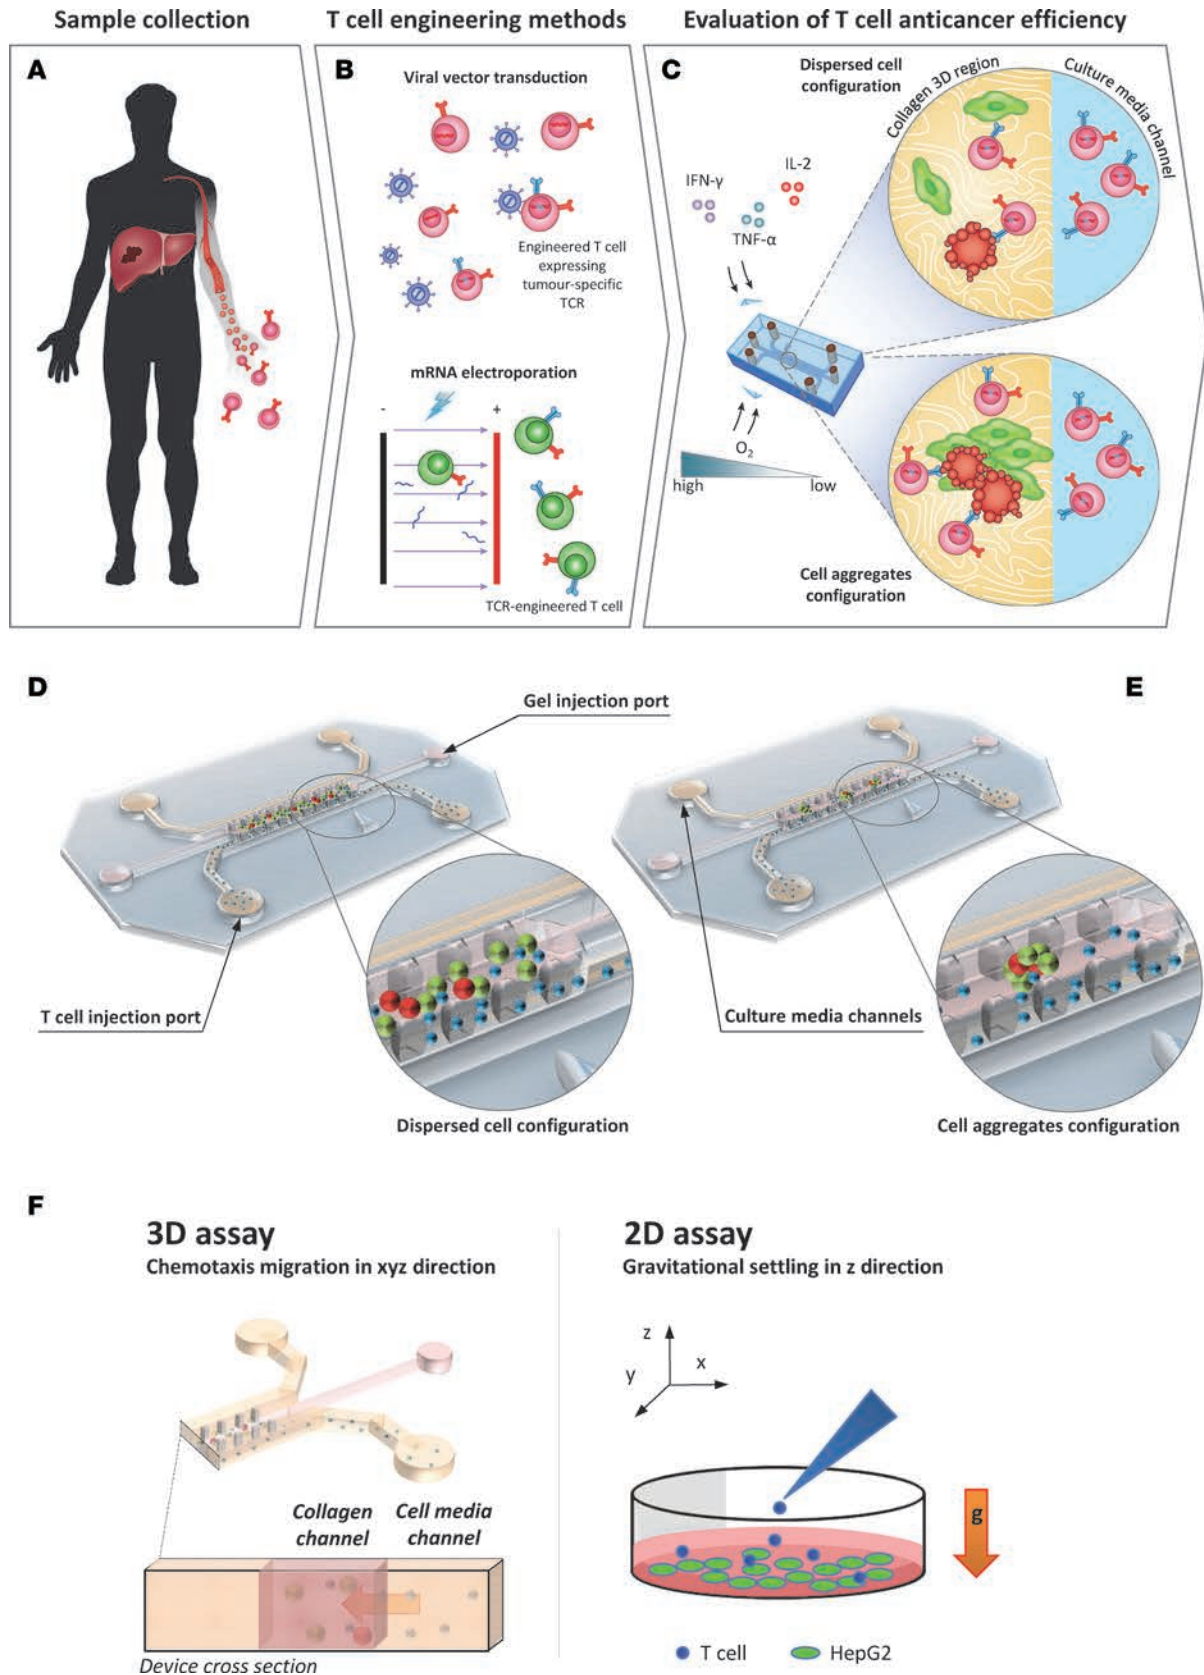 Sample collection
T cell engineering methods
Evaluation of T cell anticancer efficiency
A
B
Viral vector transduction
Engineered T cell
expressing
tumour-specific
TCR
mRNA electroporation
-
+
TCR-engineered T cell
C
Dispersed cell
configuration
Collagen 3D region
Culture media channel
IL-2
IFN-γ
TNF-α
O2
high
low
Cell aggregates
configuration
D
Gel injection port
E
T cell injection port
Culture media channels
Dispersed cell configuration
Cell aggregates configuration
F
3D assay
Chemotaxis migration in xyz direction
Collagen
channel
Cell media
channel
Device cross section
2D assay
Gravitational settling in z direction
z
x
y
g
T cell
HepG2